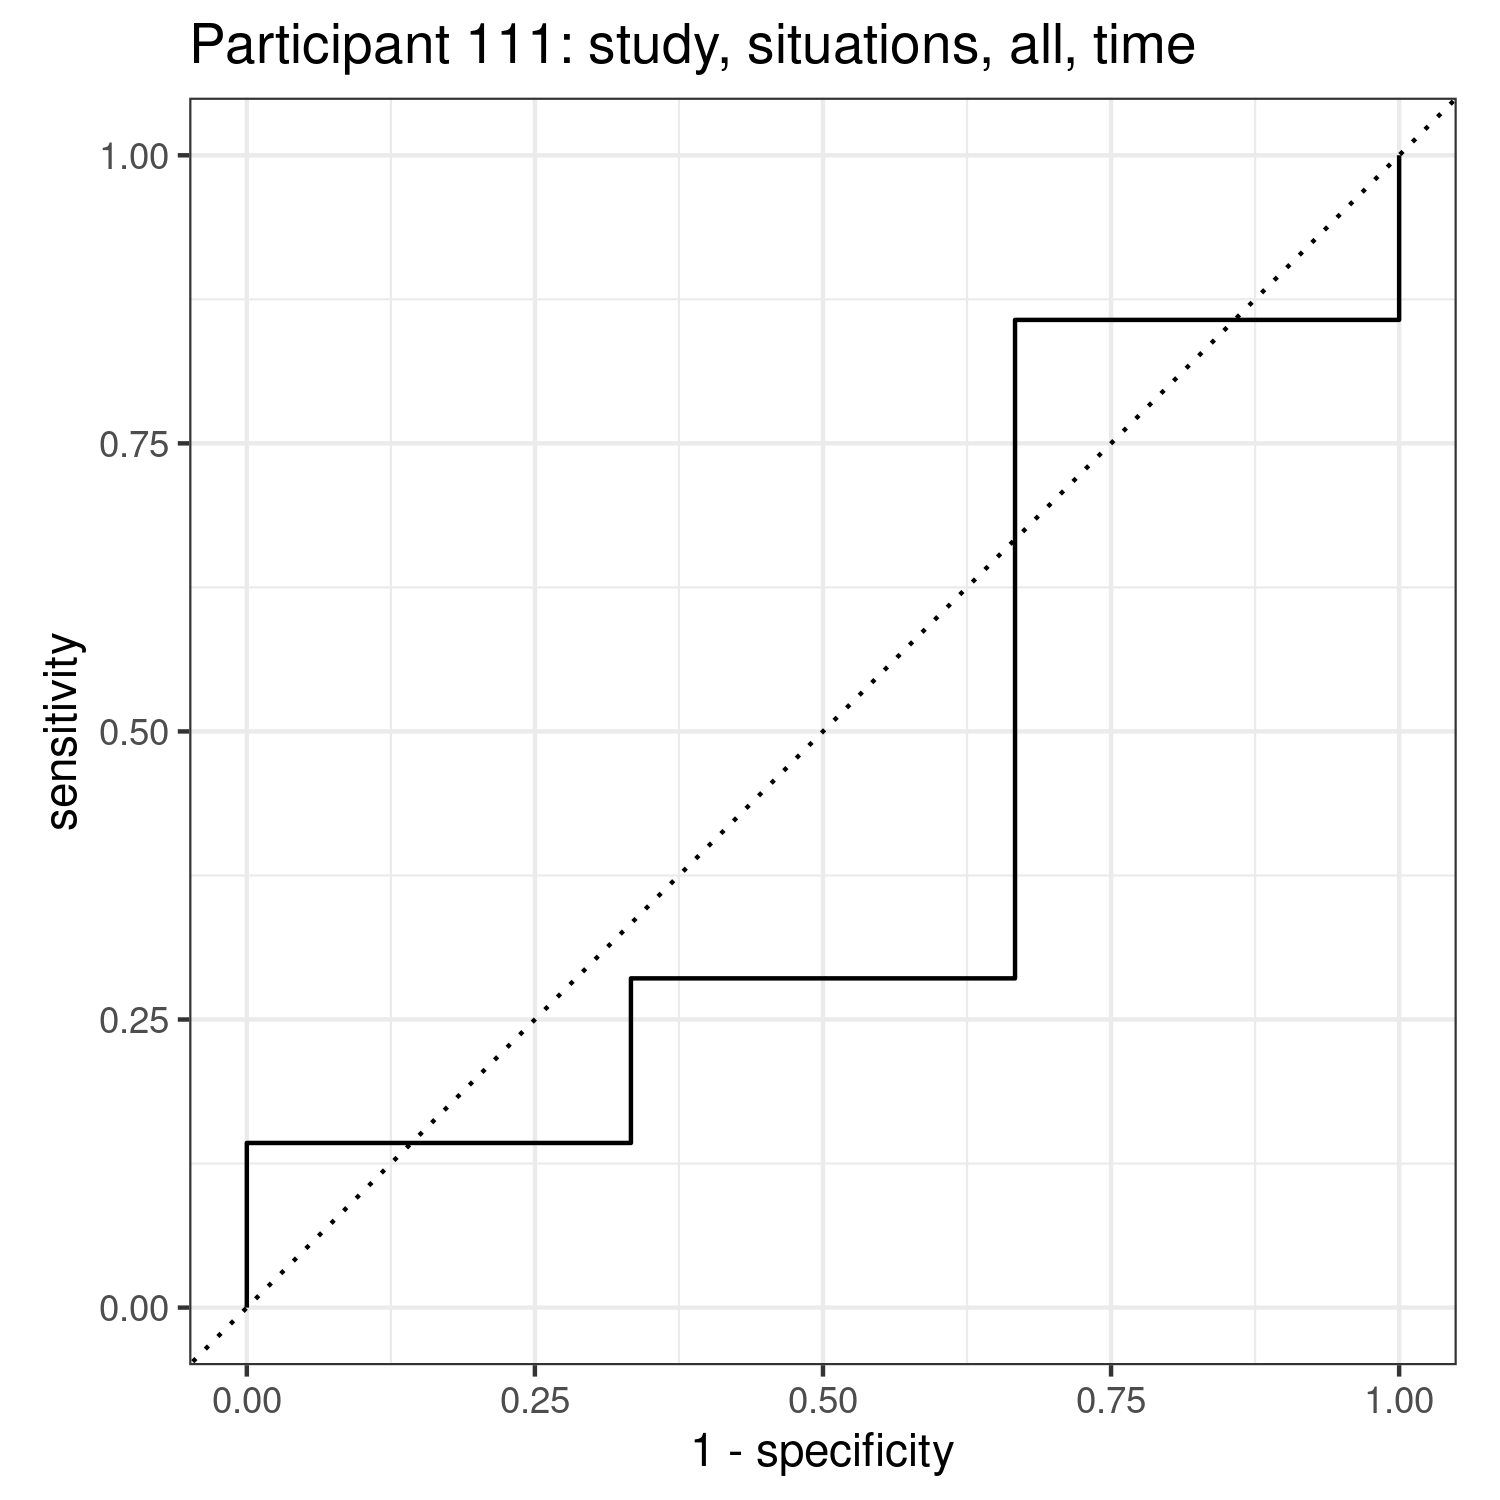 Participant 111: study, situations, all, time
1.00
0.75
0.50
0.25
0.00
sensitivity
0.00 0.25 0.50 0.75 1.00
1 - specificity